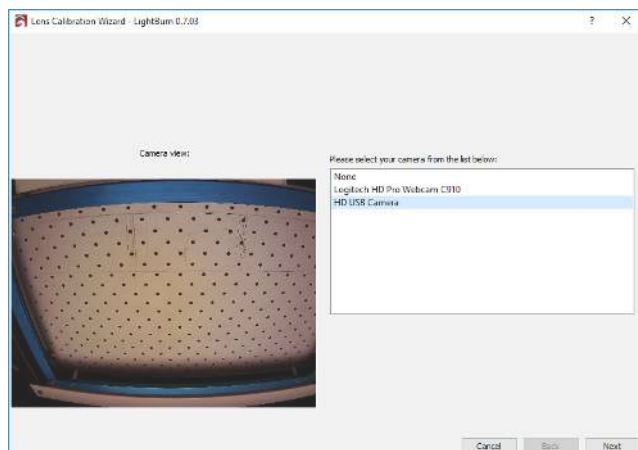 Lens Calibration Wizard - LightBurn 0.7.03
Camera view:
Please select your camera from the list below:
None
Logitech HD Pro Webcam C910
HD USB Camera
Cancel
Back
Next